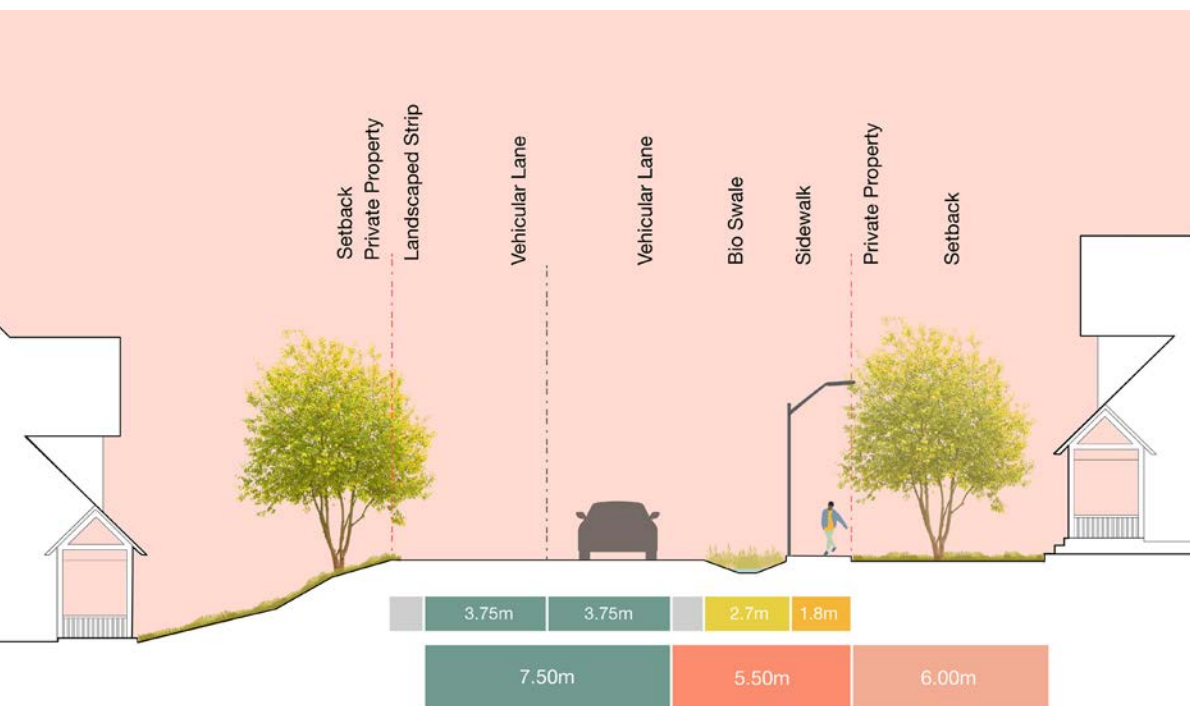 Setback
Private Property
Landscaped Strip
Vehicular Lane
Vehicular Lane
Bio Swale
Sidewalk
Private Property
Setback
3.75m
3.75m
2.7m
1.8m
7.50m
5.50m
6.00m